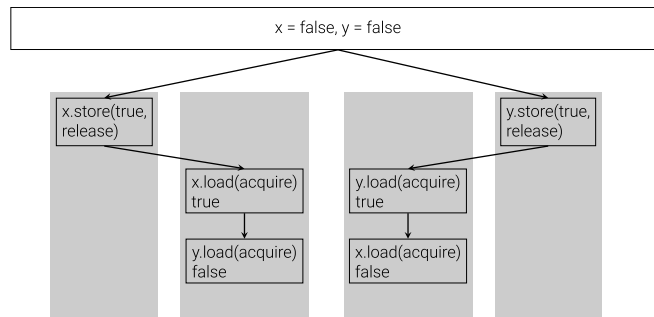 x = false, y = false
x.store(true,
release)
y.store(true,
release)
x.load(acquire)
true
y.load(acquire)
true
y.load(acquire)
false
x.load(acquire)
false